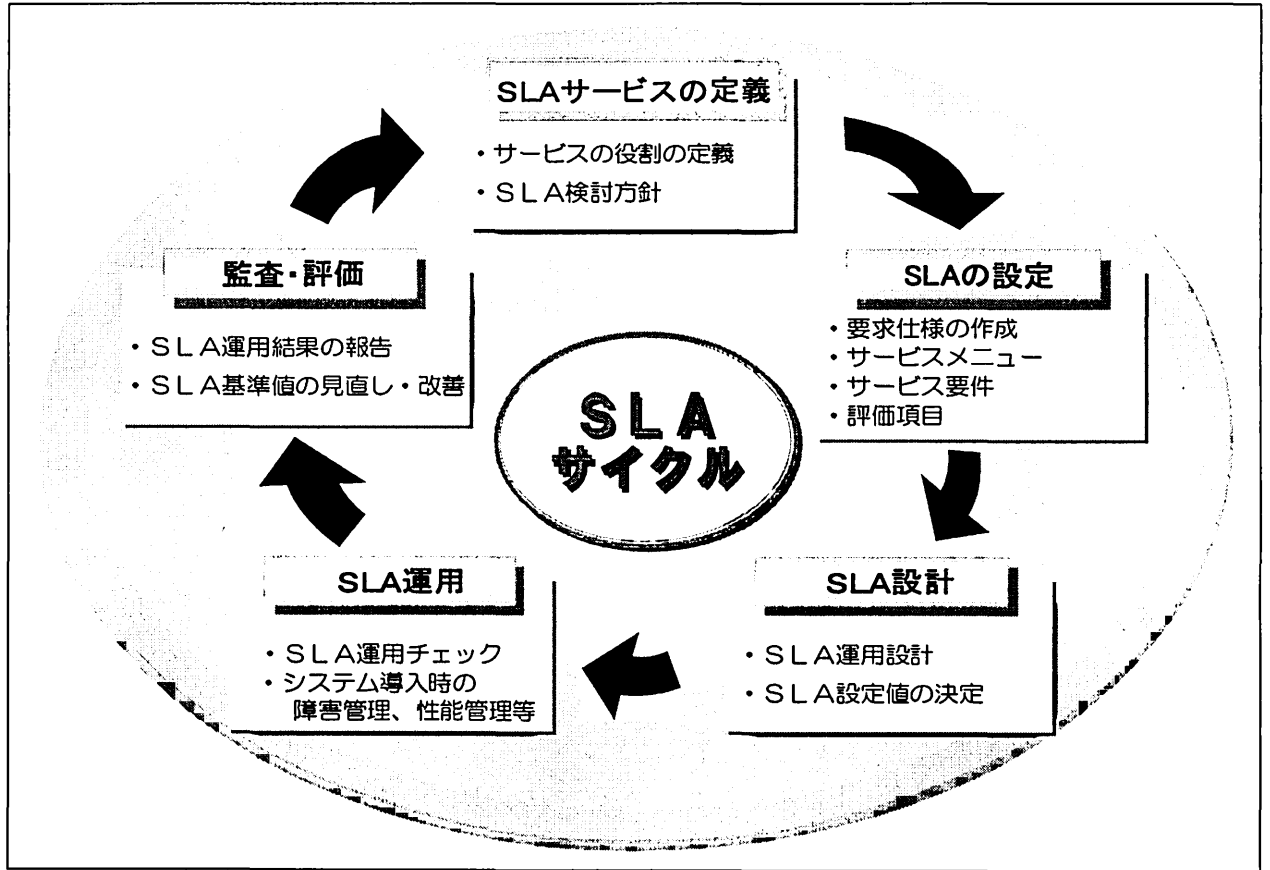 SLAサービスの定義
・サービスの役割の定義
・ＳＬＡ検討方針
SLAの設定
・要求仕様の作成
・サービスメニュー
・サービス要件
・評価項目
SLA設計
・ＳＬＡ運用設計
・ＳＬＡ設定値の決定
SLA運用
・ＳＬＡ運用チェック
・システム導入時の
障害管理、性能管理等
監査・評価
・ＳＬＡ運用結果の報告
・ＳＬＡ基準値の見直し・改善
ＳＬＡ
サイクル